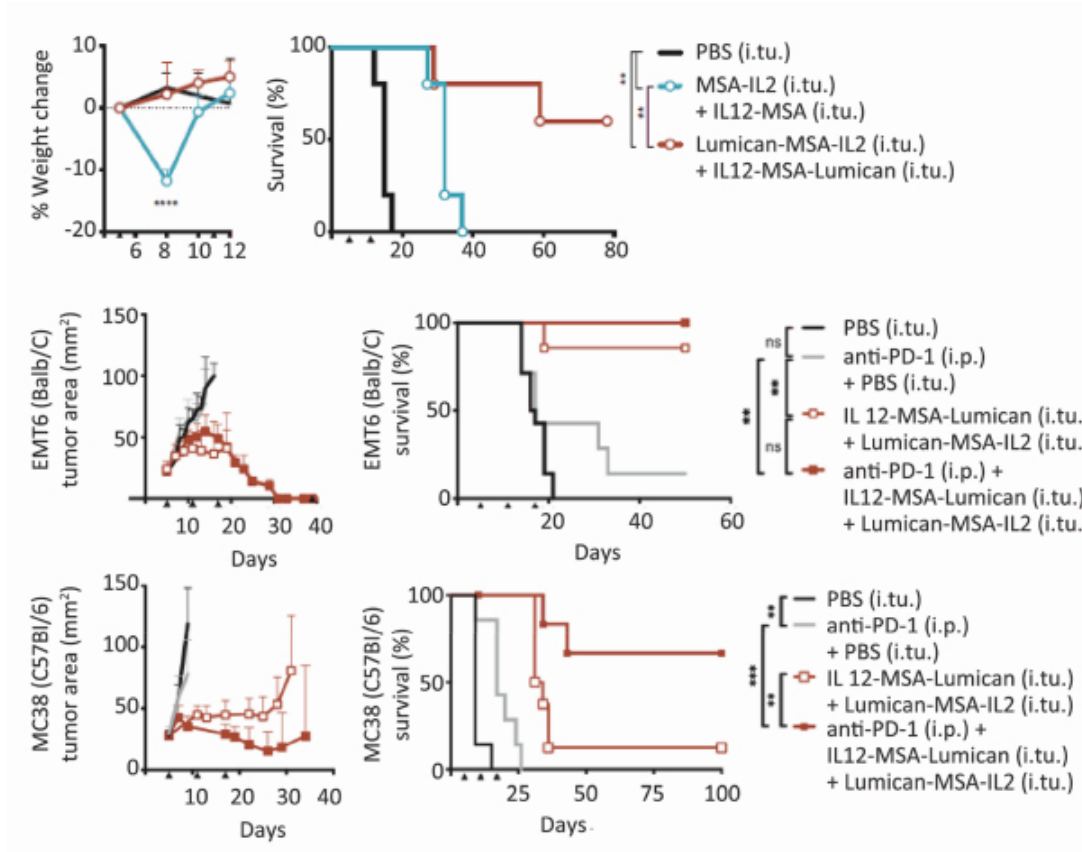 % Weight change
10
0
-10
-20
6 8 10 12
****
Survival (%)
100
50
0
20 40 60 80
**
**
PBS (i.tu.)
MSA-IL2 (i.tu.)
+ IL12-MSA (i.tu.)
Lumican-MSA-IL2 (i.tu.)
+ IL12-MSA-Lumican (i.tu.)
EMT6 (Balb/C)
tumor area (mm²)
150
100
50
10 20 30 40
Days
EMT6 (Balb/C)
survival (%)
100
50
0
20 40 60
Days
ns
**
**
ns
PBS (i.tu.)
anti-PD-1 (i.p.)
+ PBS (i.tu.)
IL 12-MSA-Lumican (i.tu.
+ Lumican-MSA-IL2 (i.tu.
anti-PD-1 (i.p.) +
IL12-MSA-Lumican (i.tu.)
+ Lumican-MSA-IL2 (i.tu.
MC38 (C57Bl/6)
tumor area (mm²)
150
100
50
0
10 20 30 40
Days
MC38 (C57Bl/6)
survival (%)
100
50
0
25 50 75 100
Days
**
***
**
PBS (i.tu.)
anti-PD-1 (i.p.)
+ PBS (i.tu.)
IL 12-MSA-Lumican (i.tu.)
+ Lumican-MSA-IL2 (i.tu.)
anti-PD-1 (i.p.) +
IL12-MSA-Lumican (i.tu.)
+ Lumican-MSA-IL2 (i.tu.)